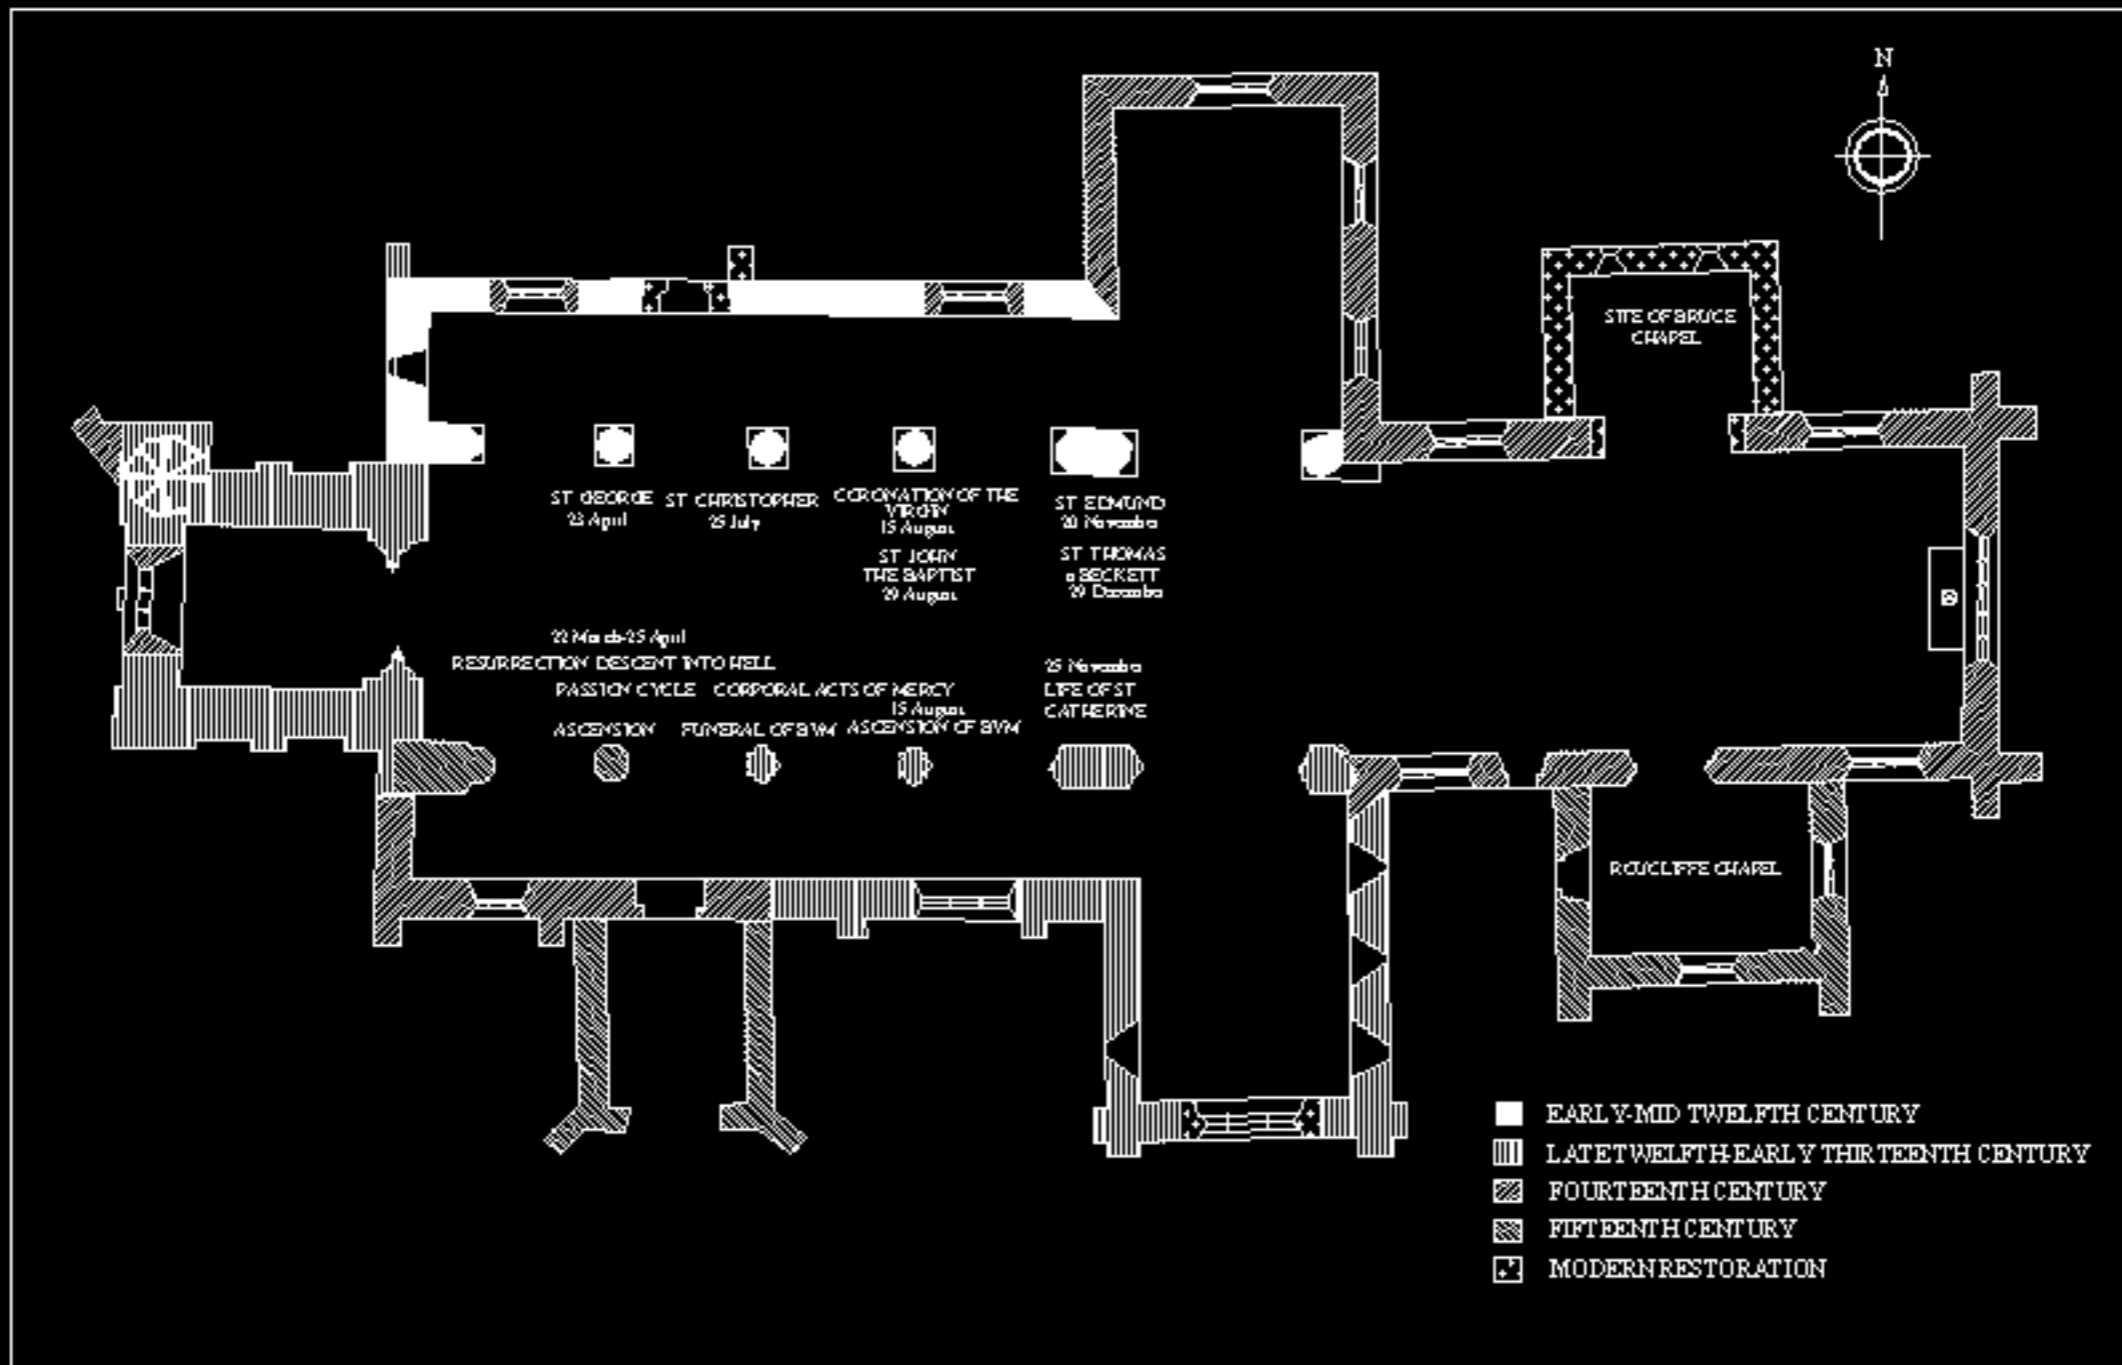 N
SITE OF BRUCE
CHAPEL
ST GEORGE
23 April
ST CHRISTOPHER
25 July
CORONATION OF THE
VIRGIN
15 August
ST EDMUND
20 November
ST JOHN
THE BAPTIST
29 August
ST THOMAS
a BECKETT
29 December
22 March-25 April
RESURRECTION DESCENT INTO HELL
PASSION CYCLE CORPORAL ACTS OF MERCY
15 August
25 November
LIFE OF ST
CATHERINE
ASCENSION
FUNERAL OF BVM
ASCENSION OF BVM
ROUCLIFFE CHAPEL
EARLY-MID TWELFTH CENTURY
LATE TWELFTH-EARLY THIRTEENTH CENTURY
FOURTEENTH CENTURY
FIFTEENTH CENTURY
MODERN RESTORATION